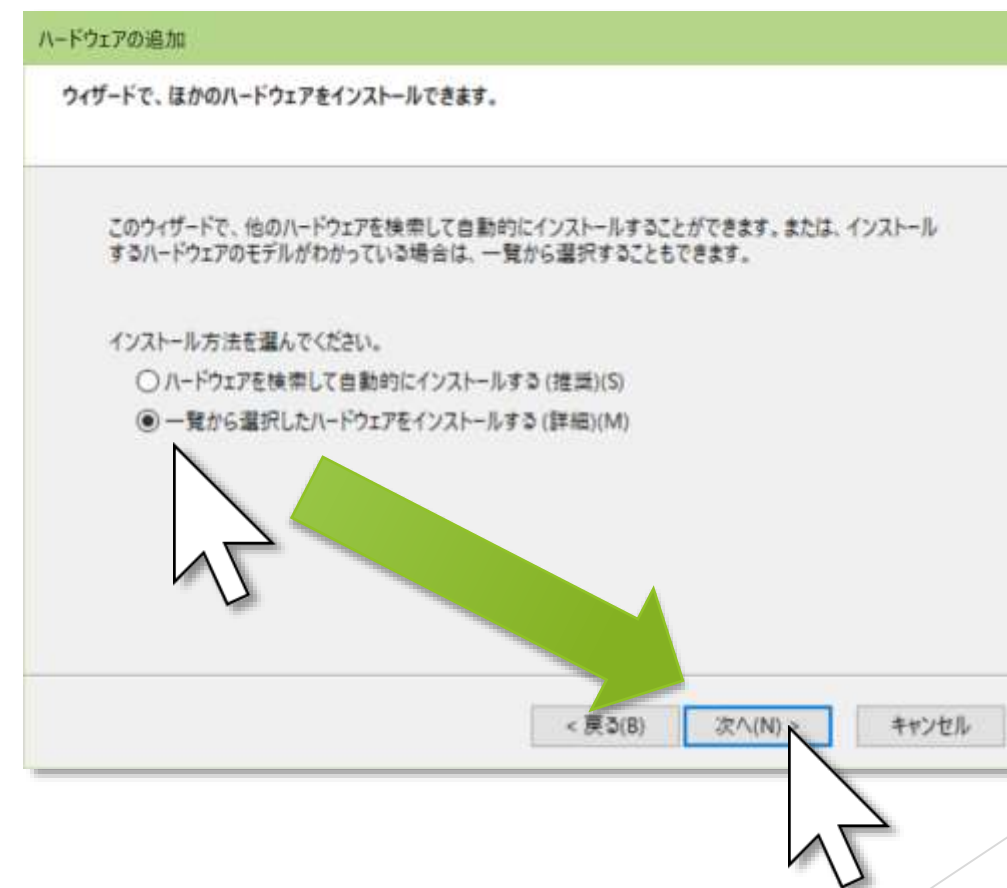 ハードウェアの追加
ウィザードで、ほかのハードウェアをインストールできます。
このウィザードで、他のハードウェアを検索して自動的にインストールすることができます。または、インストール
するハードウェアのモデルがわかっている場合は、一覧から選択することもできます。
インストール方法を選んでください。
ハードウェアを検索して自動的にインストールする (推奨)(S)
一覧から選択したハードウェアをインストールする (詳細)(M)
< 戻る(B) 次へ(N) > キャンセル